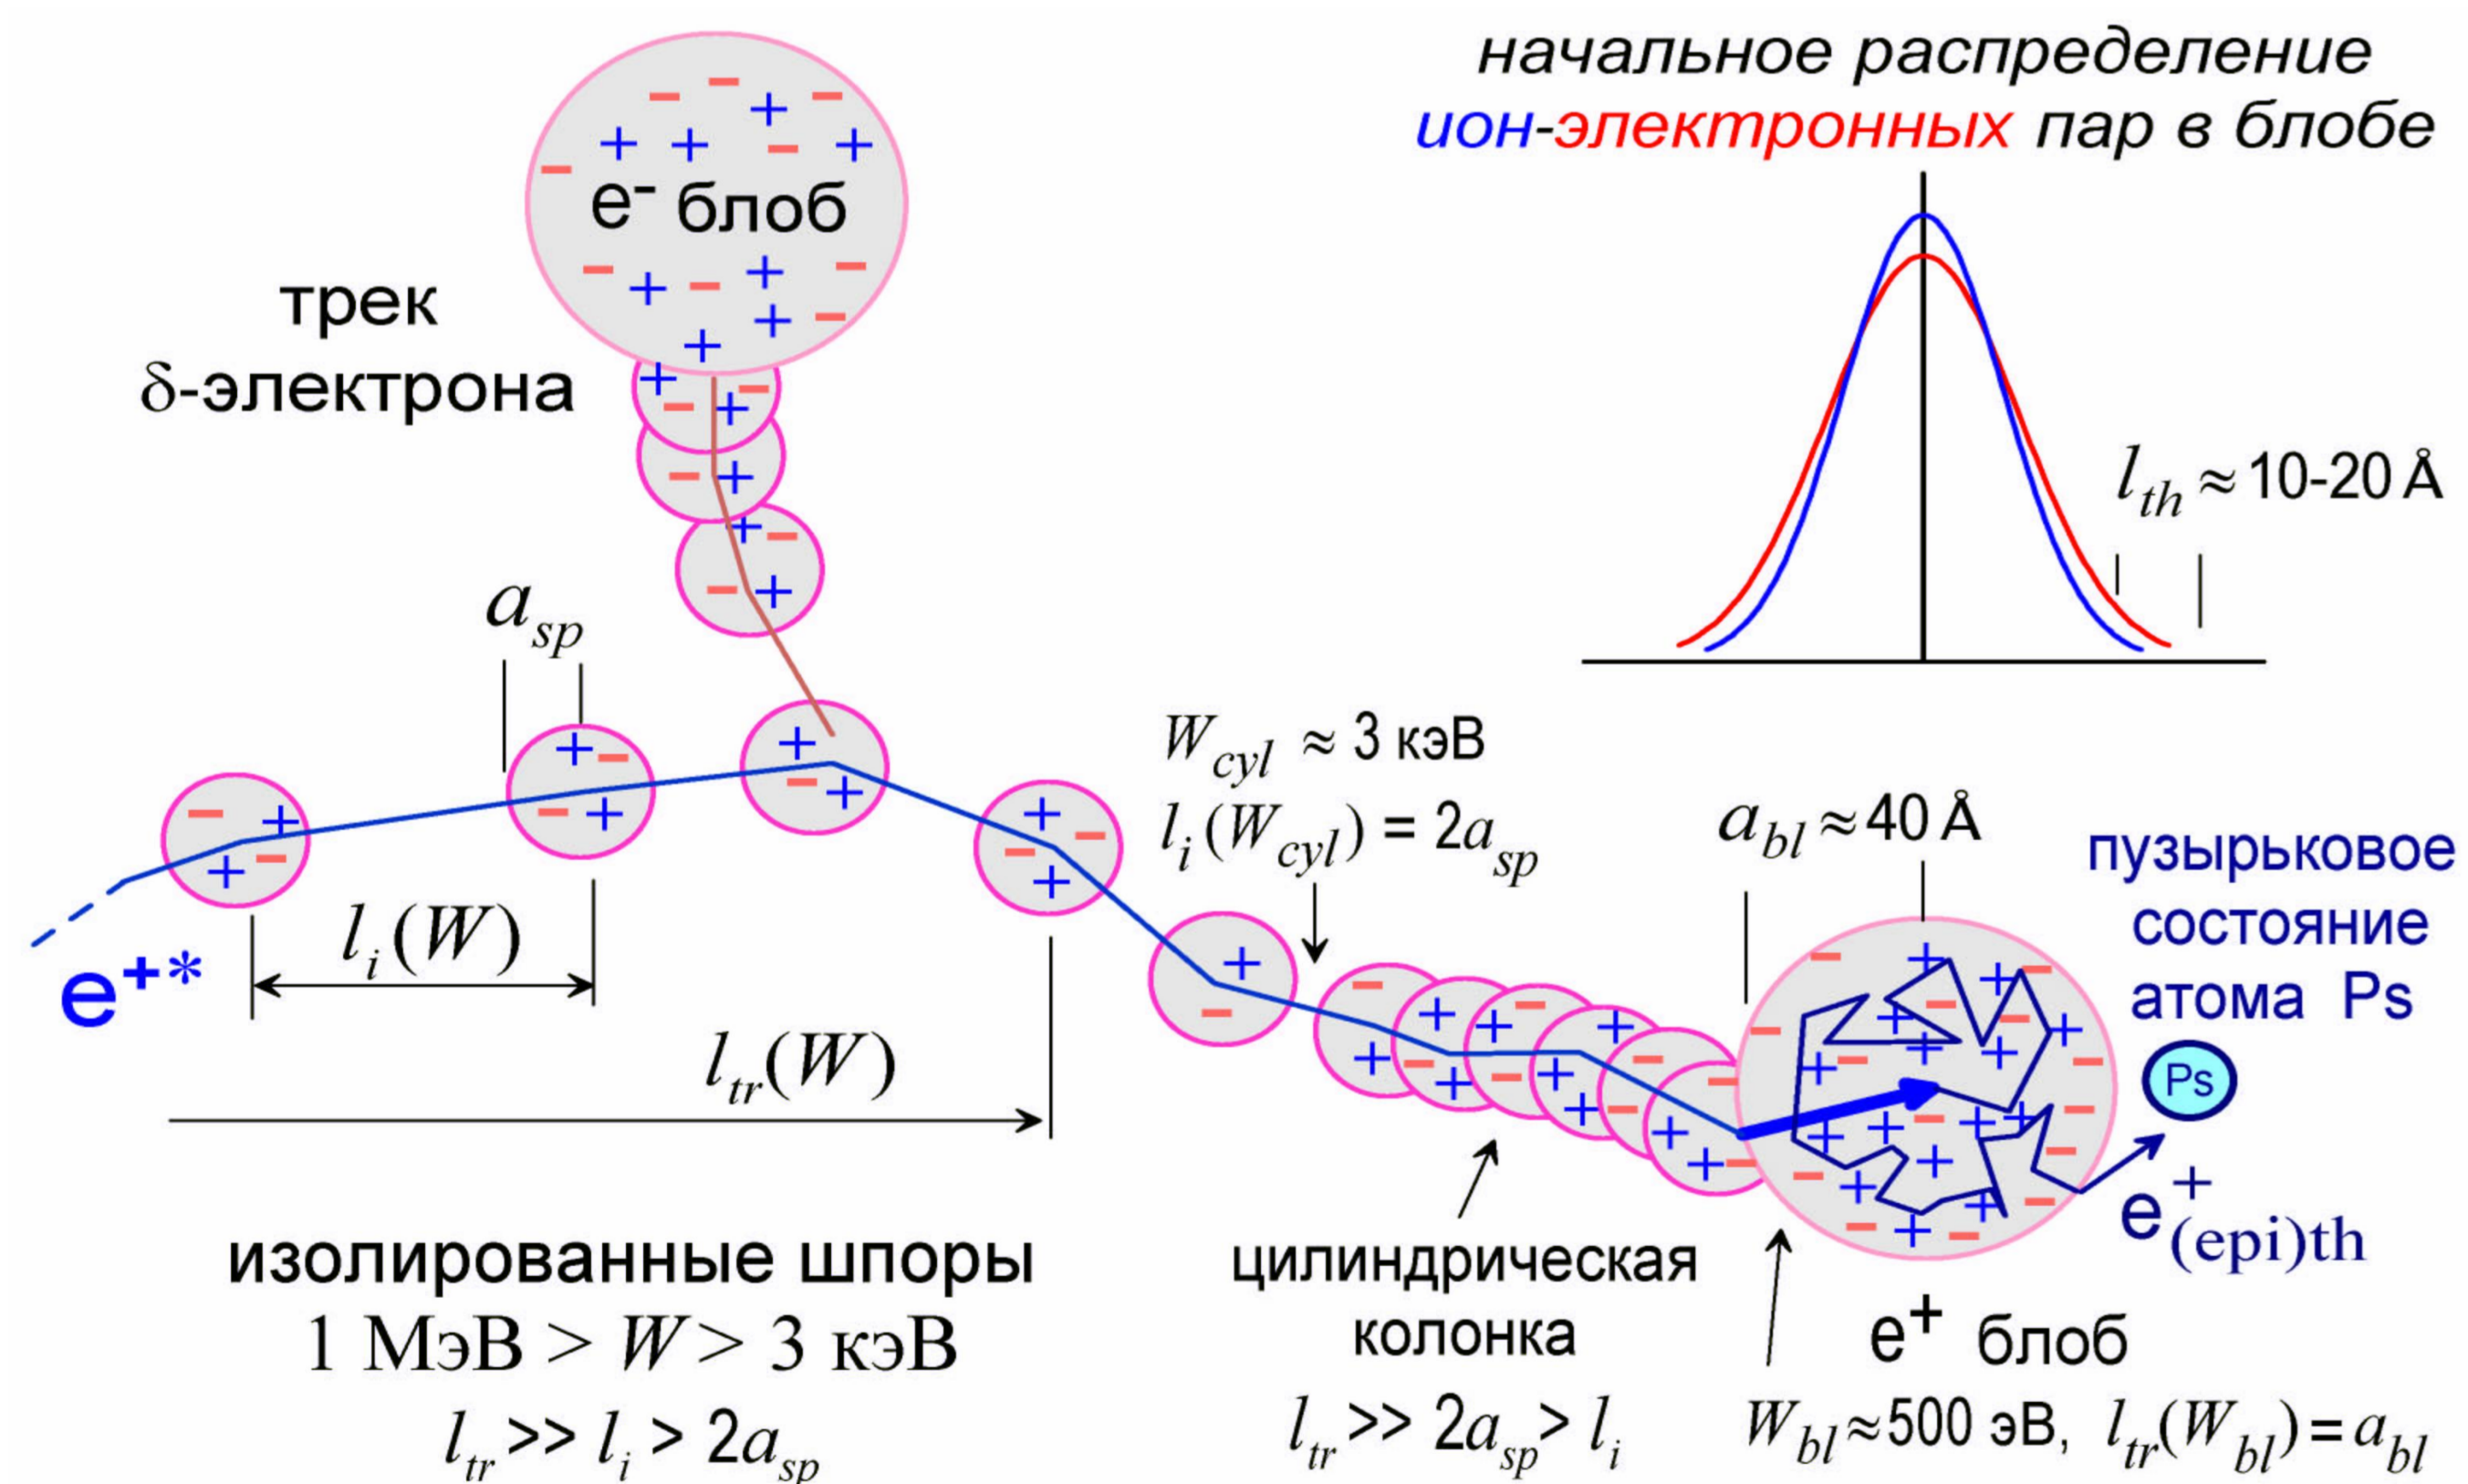 начальное распределение
ион-электронных пар в блобе
e⁻ блоб
трек
δ-электрона
l_th ≈ 10-20 Å
a_sp
W_cyl ≈ 3 кэВ
l_i(W_cyl) = 2a_sp
a_bl ≈ 40 Å
пузырьковое
состояние
атома Ps
Ps
e⁺*
l_i(W)
l_tr(W)
e⁺_(epi)th
изолированные шпоры
1 МэВ > W > 3 кэВ
l_tr >> l_i > 2a_sp
цилиндрическая
колонка
l_tr >> 2a_sp > l_i
e⁺ блоб
W_bl ≈ 500 эВ, l_tr(W_bl) = a_bl